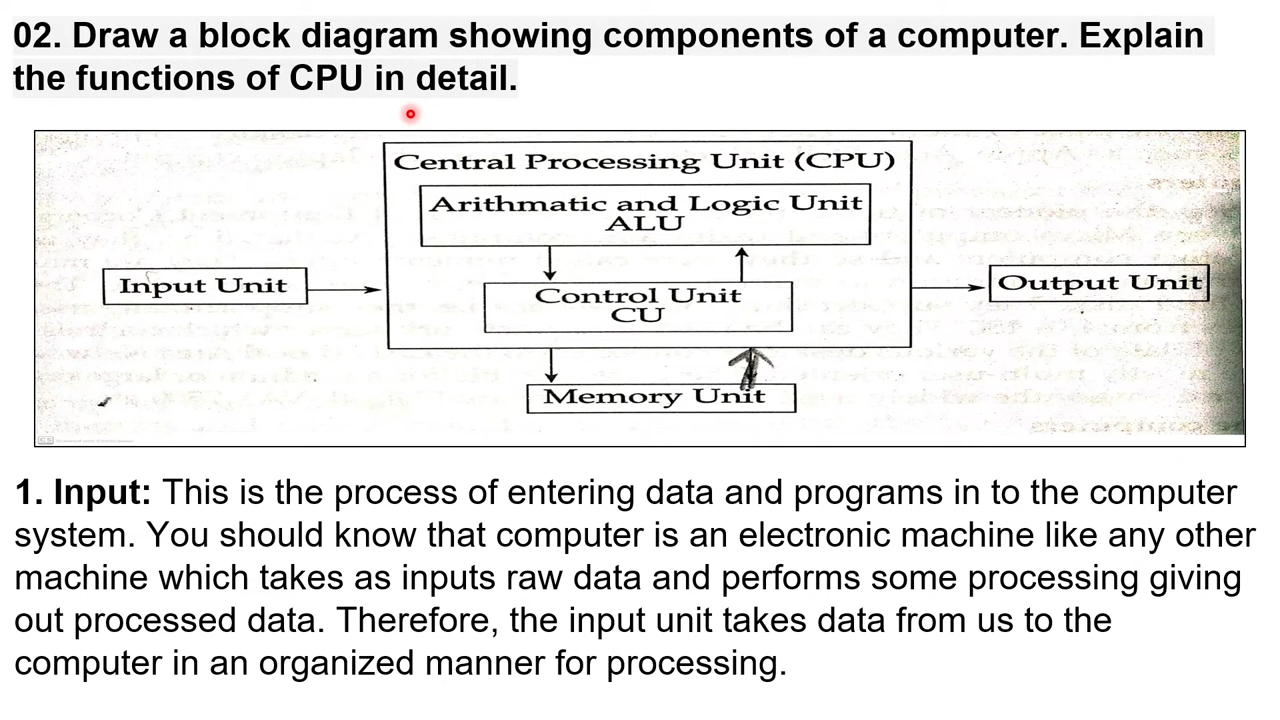 02. Draw a block diagram showing components of a computer. Explain
the functions of CPU in detail.
Central Processing Unit (CPU)
Arithmatic and Logic Unit
ALU
Input Unit
Control Unit
CU
Output Unit
Memory Unit
1. Input: This is the process of entering data and programs in to the computer
system. You should know that computer is an electronic machine like any other
machine which takes as inputs raw data and performs some processing giving
out processed data. Therefore, the input unit takes data from us to the
computer in an organized manner for processing.